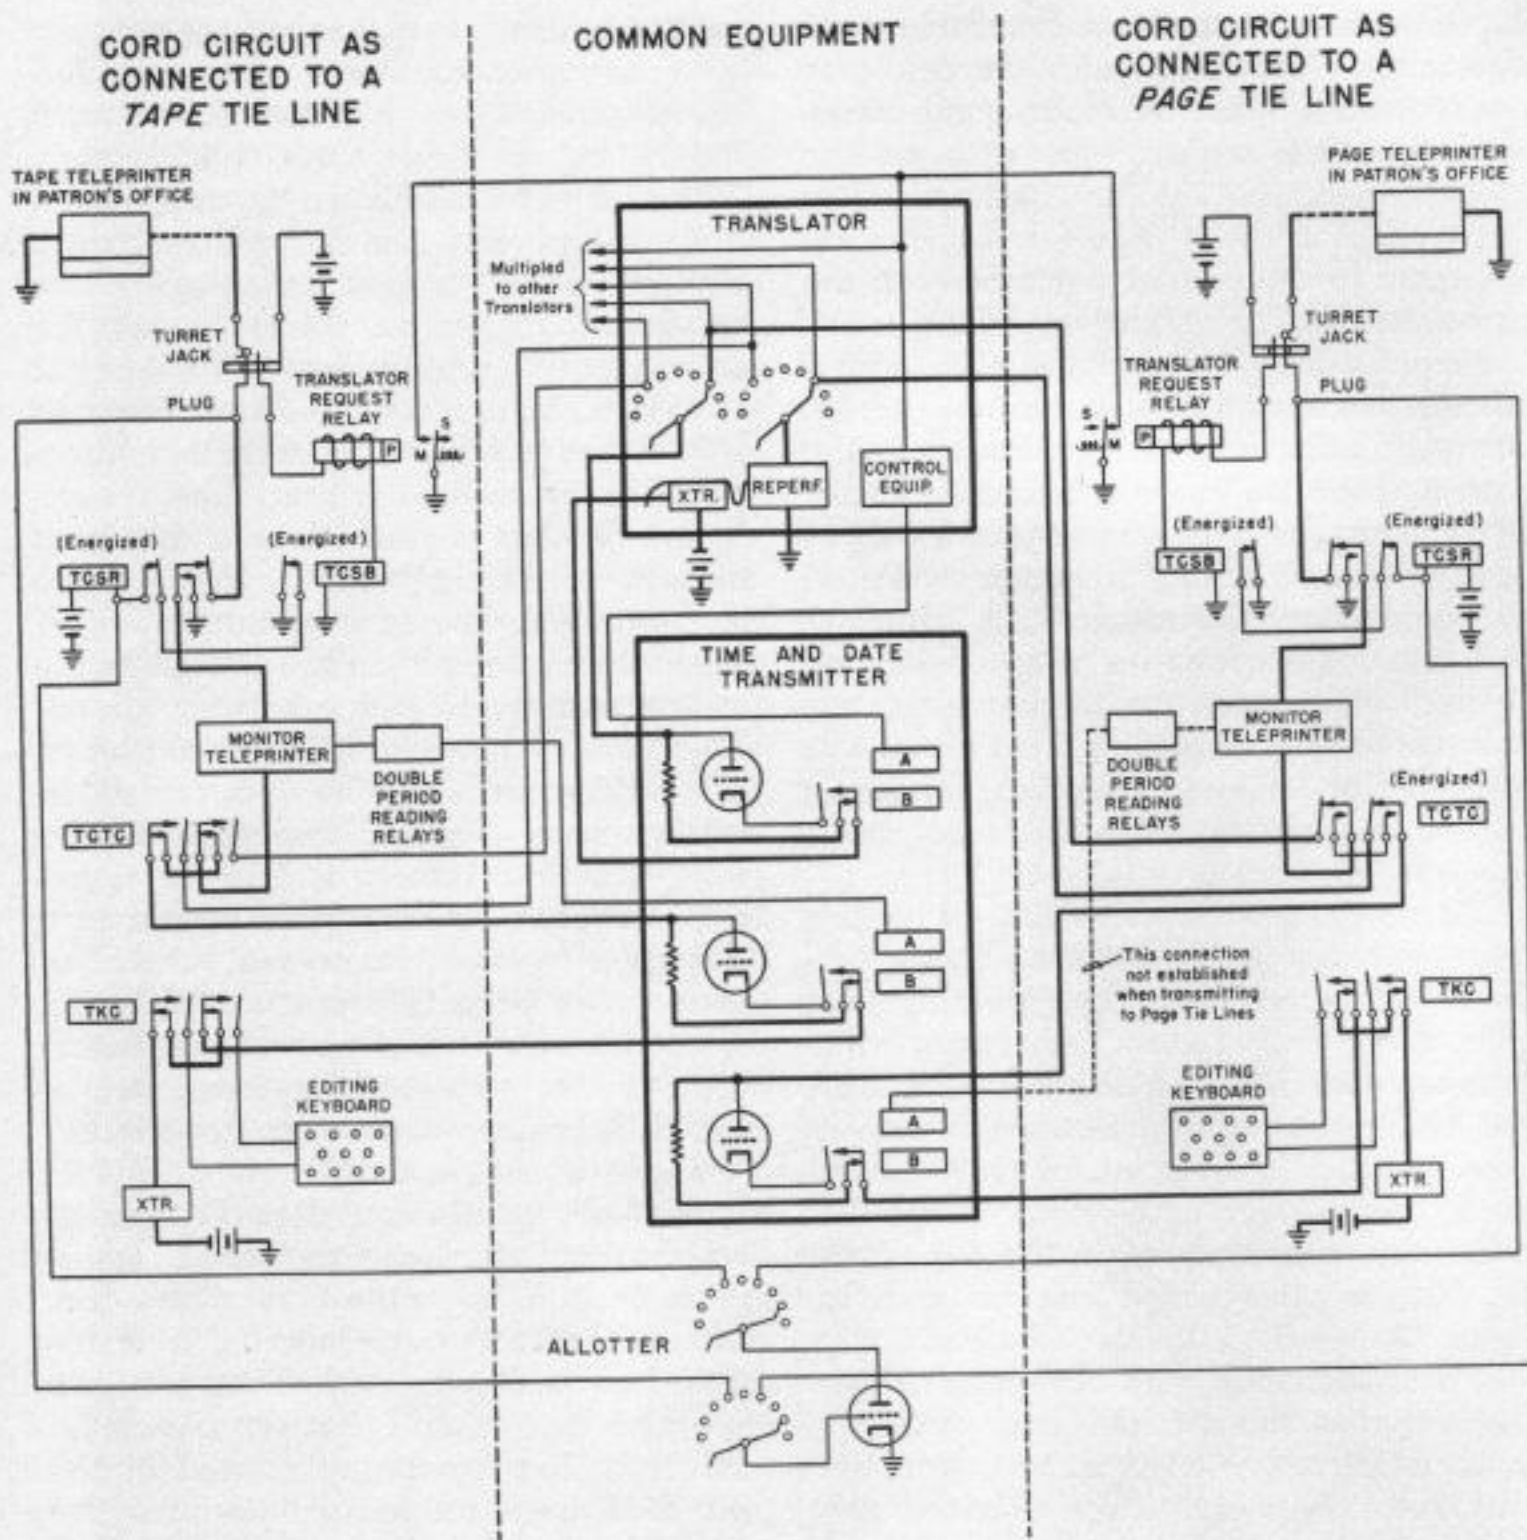 CORD CIRCUIT AS
CONNECTED TO A
TAPE TIE LINE
COMMON EQUIPMENT
CORD CIRCUIT AS
CONNECTED TO A
PAGE TIE LINE
TAPE TELEPRINTER
IN PATRON'S OFFICE
PAGE TELEPRINTER
IN PATRON'S OFFICE
TRANSLATOR
Multipled
to other
Translators
TURRET
JACK
TURRET
JACK
TRANSLATOR
REQUEST
RELAY
TRANSLATOR
REQUEST
RELAY
PLUG
PLUG
P
S
M
S
M
P
XTR.
REPERF.
CONTROL
EQUIP.
(Energized)
(Energized)
(Energized)
(Energized)
TCSR
TCSB
TCSB
TCSR
TIME AND DATE
TRANSMITTER
MONITOR
TELEPRINTER
MONITOR
TELEPRINTER
DOUBLE
PERIOD
READING
RELAYS
DOUBLE
PERIOD
READING
RELAYS
A
B
(Energized)
TCTC
TCTC
A
B
This connection
not established
when transmitting
to Page Tie Lines
TKC
TKC
EDITING
KEYBOARD
EDITING
KEYBOARD
A
B
XTR.
XTR.
ALLOTTER